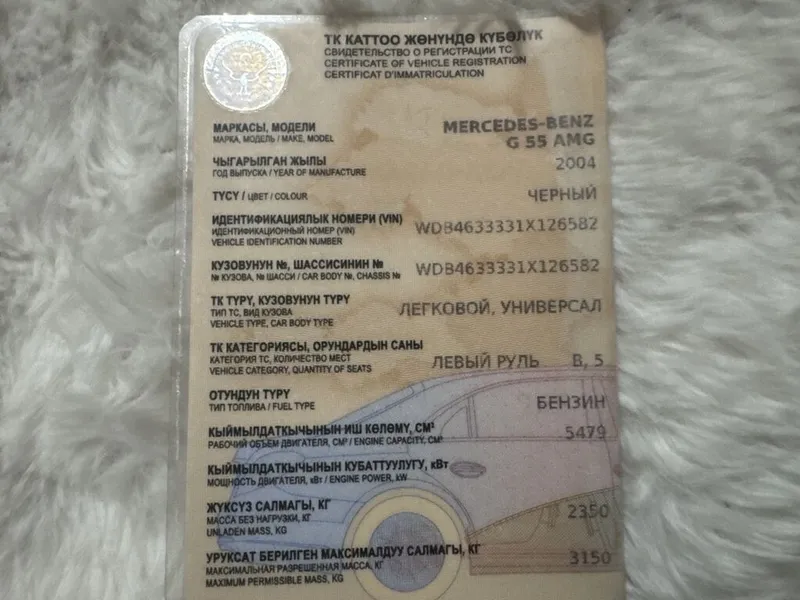 ТК КАТТОО ЖӨНҮНДӨ КҮБӨЛҮК
СВИДЕТЕЛЬСТВО О РЕГИСТРАЦИИ ТС
CERTIFICATE OF VEHICLE REGISTRATION
CERTIFICAT D'IMMATRICULATION
МАРКАСЫ, МОДЕЛИ
МАРКА, МОДЕЛЬ / MAKE, MODEL
MERCEDES-BENZ
G 55 AMG
ЧЫГАРЫЛГАН ЖЫЛЫ
ГОД ВЫПУСКА / YEAR OF MANUFACTURE
2004
ТҮСҮ / ЦВЕТ / COLOUR
ЧЕРНЫЙ
ИДЕНТИФИКАЦИЯЛЫК НОМЕРИ (VIN)
ИДЕНТИФИКАЦИОННЫЙ НОМЕР (VIN)
VEHICLE IDENTIFICATION NUMBER
WDB4633331X126582
КУЗОВУНУН №, ШАССИСИНИН №
№ КУЗОВА, № ШАССИ / CAR BODY №, CHASSIS №
WDB4633331X126582
ТК ТҮРҮ, КУЗОВУНУН ТҮРҮ
ТИП ТС, ВИД КУЗОВА
VEHICLE TYPE, CAR BODY TYPE
ЛЕГКОВОЙ, УНИВЕРСАЛ
ТК КАТЕГОРИЯСЫ, ОРУНДАРДЫН САНЫ
КАТЕГОРИЯ ТС, КОЛИЧЕСТВО МЕСТ
VEHICLE CATEGORY, QUANTITY OF SEATS
ЛЕВЫЙ РУЛЬ B, 5
ОТУНДУН ТҮРҮ
ТИП ТОПЛИВА / FUEL TYPE
БЕНЗИН
КЫЙМЫЛДАТКЫЧЫНЫН ИШ КӨЛӨМҮ, СМ³
РАБОЧИЙ ОБЪЕМ ДВИГАТЕЛЯ, СМ³ / ENGINE CAPACITY, CM³
5479
КЫЙМЫЛДАТКЫЧЫНЫН КУБАТТУУЛУГУ, кВт
МОЩНОСТЬ ДВИГАТЕЛЯ, кВт / ENGINE POWER, kW
ЖҮКСҮЗ САЛМАГЫ, КГ
МАССА БЕЗ НАГРУЗКИ, КГ
UNLADEN MASS, KG
2350
УРУКСАТ БЕРИЛГЕН МАКСИМАЛДУУ САЛМАГЫ, КГ
МАКСИМАЛЬНАЯ РАЗРЕШЕННАЯ МАССА, КГ
MAXIMUM PERMISSIBLE MASS, KG
3150